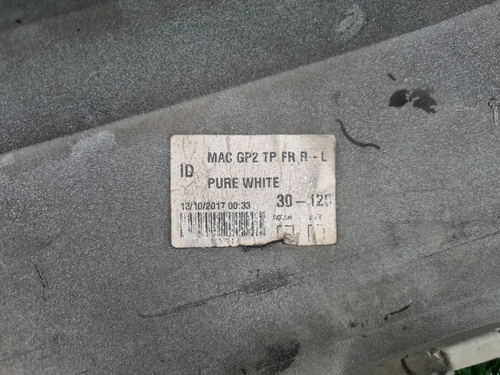 ID
MAC GP2 TP FR R - L
PURE WHITE
13/10/2017 00:33
30 - 120